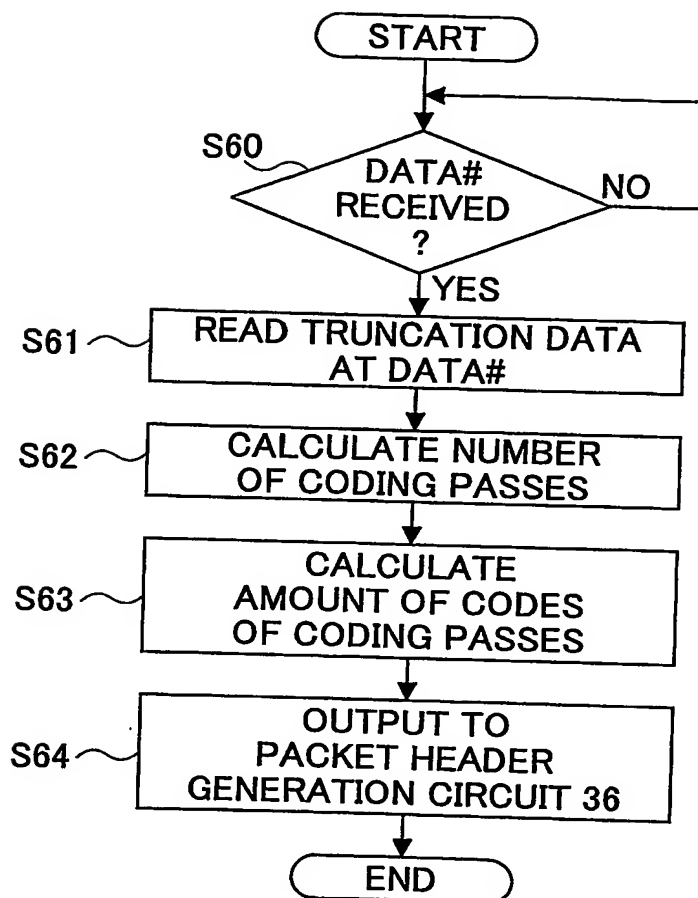 START
S60
DATA#
RECEIVED
?
NO
YES
S61
READ TRUNCATION DATA
AT DATA#
S62
CALCULATE NUMBER
OF CODING PASSES
S63
CALCULATE
AMOUNT OF CODES
OF CODING PASSES
S64
OUTPUT TO
PACKET HEADER
GENERATION CIRCUIT 36
END